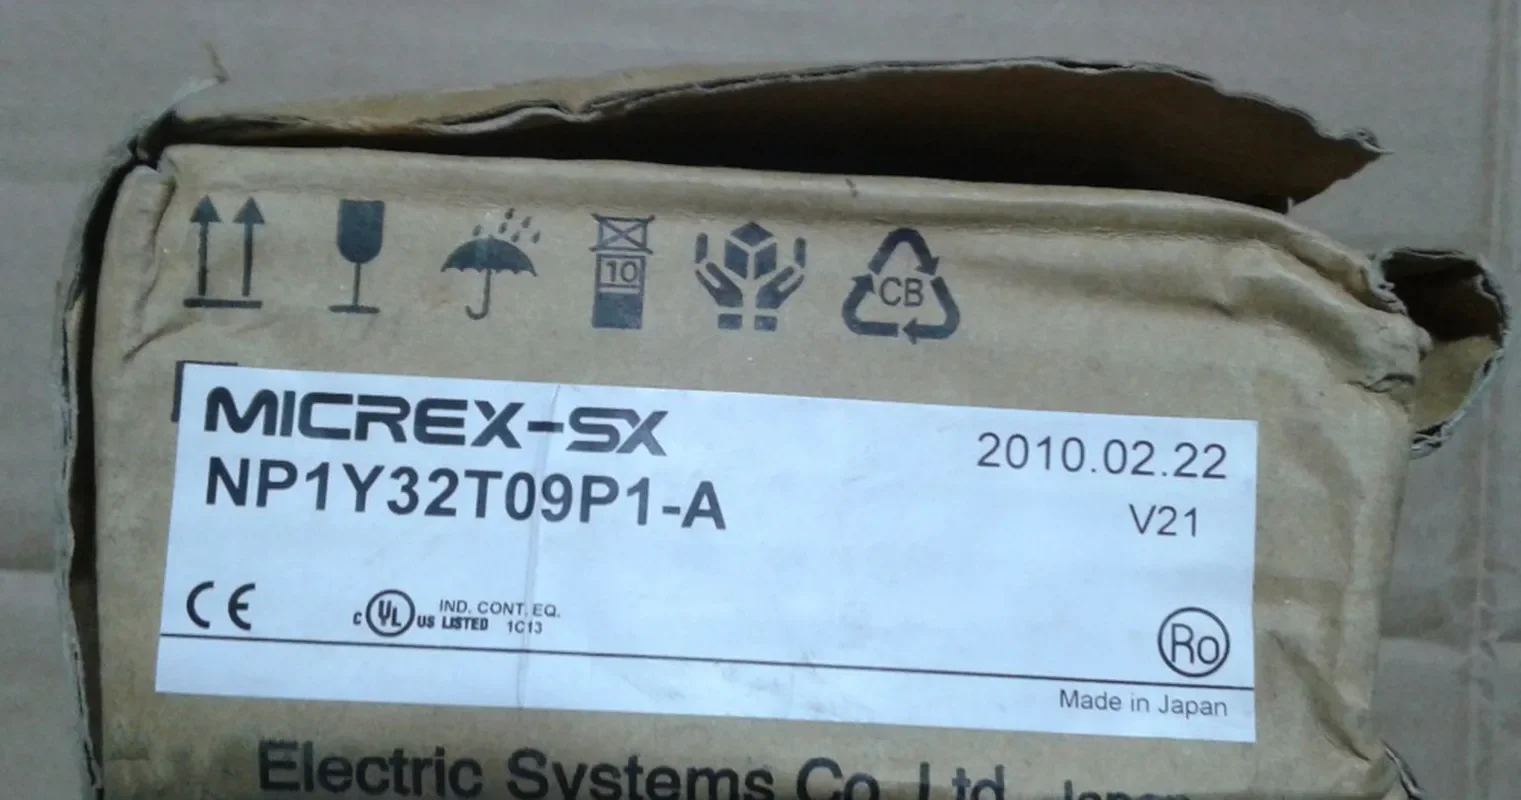 10
CB
MICREX-SX
NP1Y32T09P1-A
2010.02.22
V21
CE
C UL US LISTED
IND. CONT. EQ.
1C13
Ro
Made in Japan
Electric Systems Co. Ltd. Japan